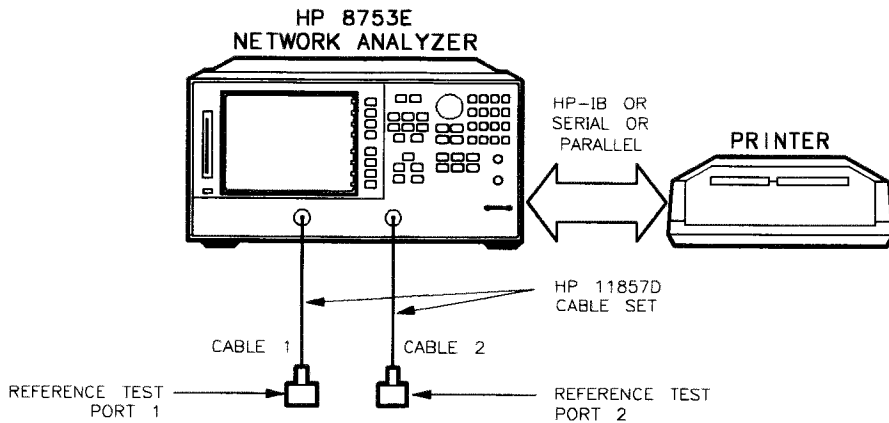 HP 8753E
NETWORK ANALYZER
HP-IB OR
SERIAL OR
PARALLEL
PRINTER
HP 11857D
CABLE SET
CABLE 1
CABLE 2
REFERENCE TEST
PORT 1
REFERENCE TEST
PORT 2